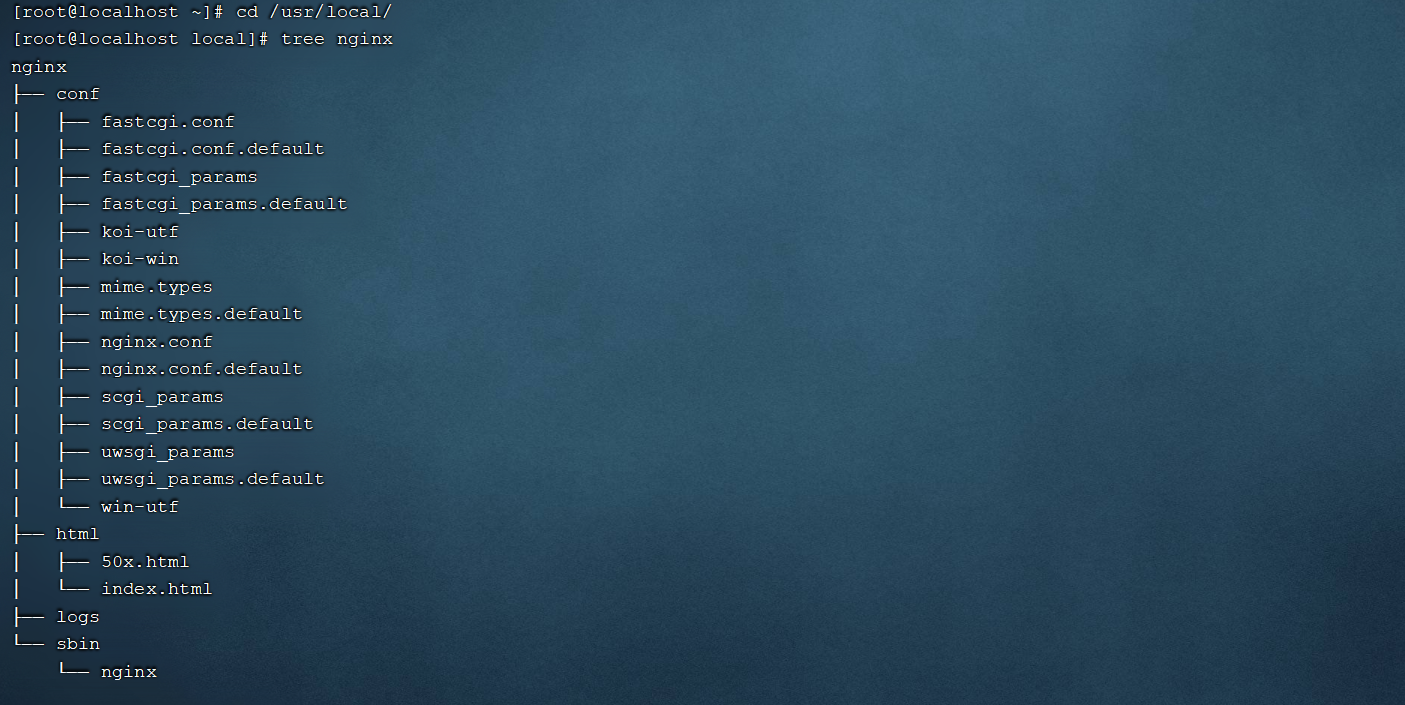 [root@localhost ~]# cd /usr/local/
[root@localhost local]# tree nginx
nginx
├── conf
│   ├── fastcgi.conf
│   ├── fastcgi.conf.default
│   ├── fastcgi_params
│   ├── fastcgi_params.default
│   ├── koi-utf
│   ├── koi-win
│   ├── mime.types
│   ├── mime.types.default
│   ├── nginx.conf
│   ├── nginx.conf.default
│   ├── scgi_params
│   ├── scgi_params.default
│   ├── uwsgi_params
│   ├── uwsgi_params.default
│   └── win-utf
├── html
│   ├── 50x.html
│   └── index.html
├── logs
└── sbin
    └── nginx